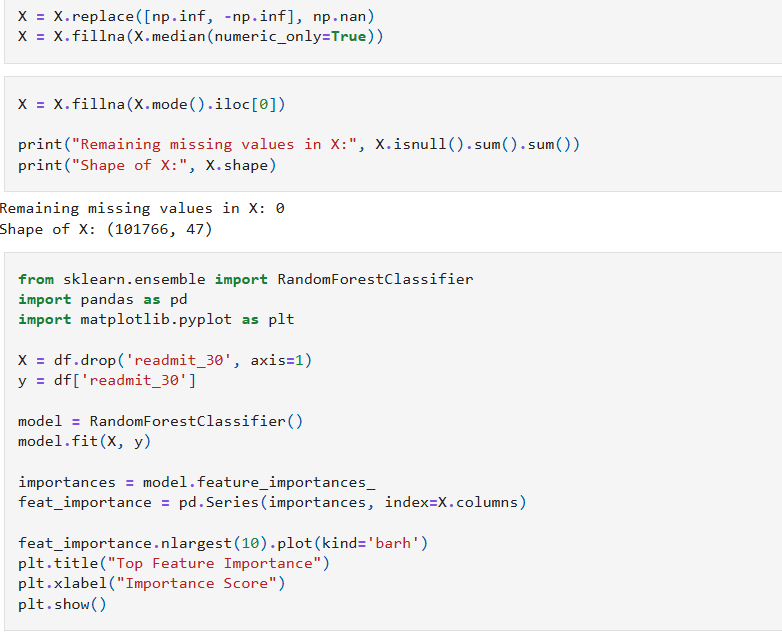 X = X.replace([np.inf, -np.inf], np.nan)
X = X.fillna(X.median(numeric_only=True))
X = X.fillna(X.mode().iloc[0])
print("Remaining missing values in X:", X.isnull().sum().sum())
print("Shape of X:", X.shape)
Remaining missing values in X: 0
Shape of X: (101766, 47)
from sklearn.ensemble import RandomForestClassifier
import pandas as pd
import matplotlib.pyplot as plt
X = df.drop('readmit_30', axis=1)
y = df['readmit_30']
model = RandomForestClassifier()
model.fit(X, y)
importances = model.feature_importances_
feat_importance = pd.Series(importances, index=X.columns)
feat_importance.nlargest(10).plot(kind='barh')
plt.title("Top Feature Importance")
plt.xlabel("Importance Score")
plt.show()